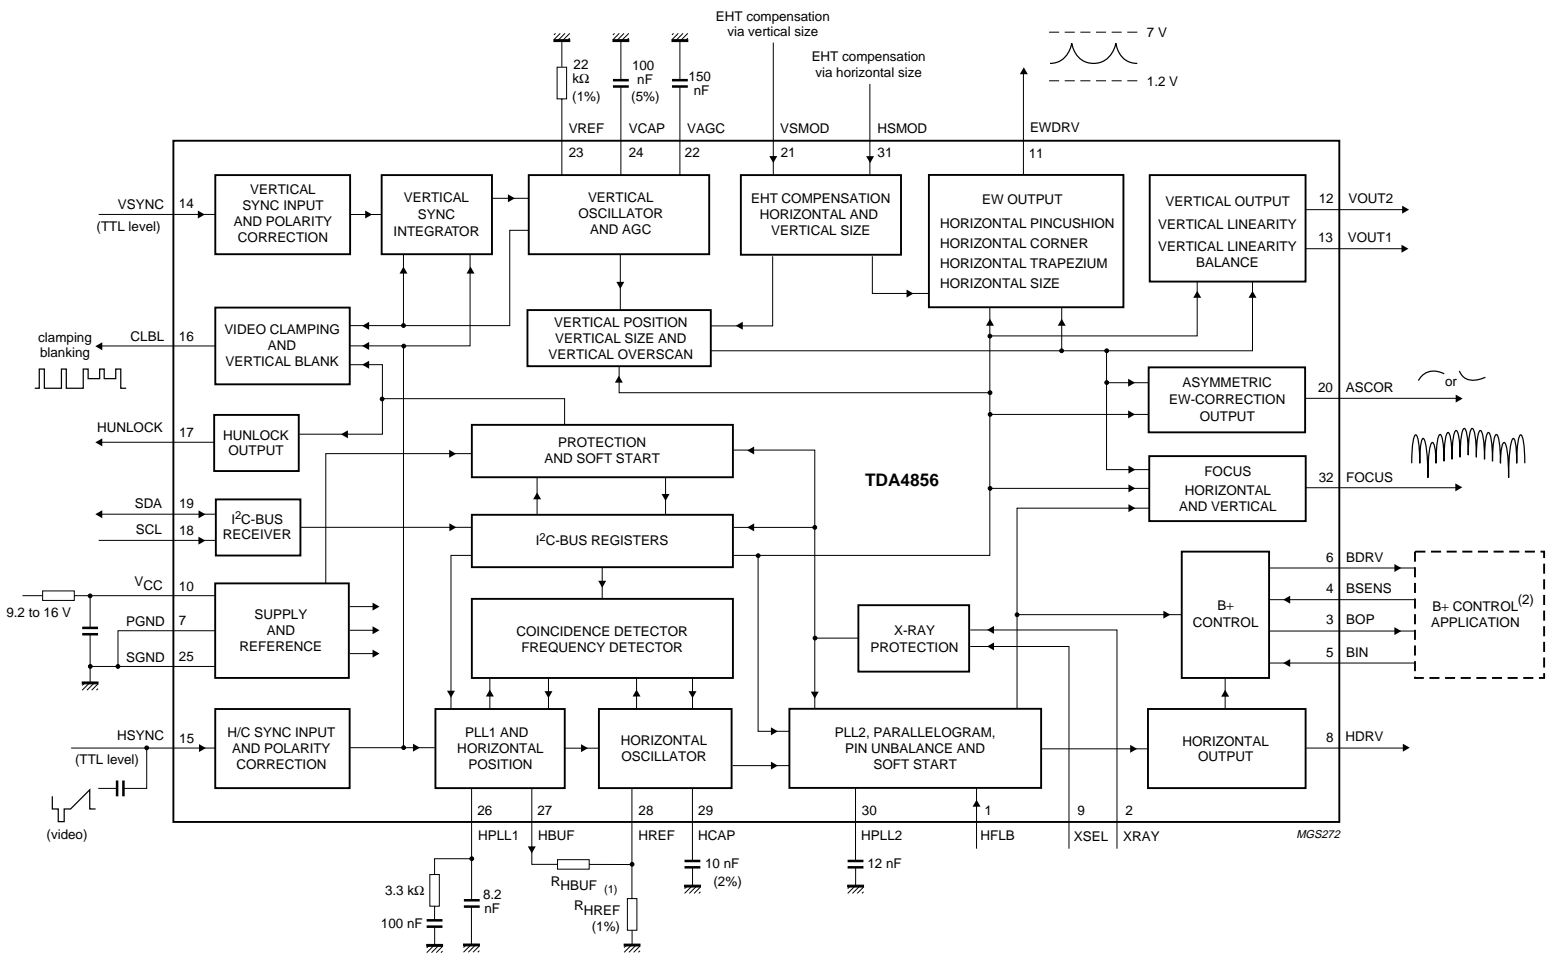 EHT compensation
via vertical size
EHT compensation
via horizontal size
7 V
1.2 V
22
kΩ
(1%)
100
nF
(5%)
150
nF
VREF
VCAP
VAGC
VSMOD
HSMOD
EWDRV
23
24
22
21
31
11
VSYNC
14
(TTL level)
VERTICAL
SYNC INPUT
AND POLARITY
CORRECTION
VERTICAL
SYNC
INTEGRATOR
VERTICAL
OSCILLATOR
AND AGC
EHT COMPENSATION
HORIZONTAL AND
VERTICAL SIZE
EW OUTPUT
HORIZONTAL PINCUSHION
HORIZONTAL CORNER
HORIZONTAL TRAPEZIUM
HORIZONTAL SIZE
VERTICAL OUTPUT
VERTICAL LINEARITY
VERTICAL LINEARITY
BALANCE
12
VOUT2
13
VOUT1
clamping
blanking
CLBL
16
VIDEO CLAMPING
AND
VERTICAL BLANK
VERTICAL POSITION
VERTICAL SIZE AND
VERTICAL OVERSCAN
ASYMMETRIC
EW-CORRECTION
OUTPUT
20
ASCOR
or
HUNLOCK
17
HUNLOCK
OUTPUT
PROTECTION
AND SOFT START
TDA4856
FOCUS
HORIZONTAL
AND VERTICAL
32
FOCUS
SDA
19
SCL
18
I2C-BUS
RECEIVER
I2C-BUS REGISTERS
VCC
10
9.2 to 16 V
PGND
7
SGND
25
SUPPLY
AND
REFERENCE
COINCIDENCE DETECTOR
FREQUENCY DETECTOR
X-RAY
PROTECTION
B+
CONTROL
6
BDRV
4
BSENS
3
BOP
5
BIN
B+ CONTROL(2)
APPLICATION
HSYNC
15
(TTL level)
(video)
H/C SYNC INPUT
AND POLARITY
CORRECTION
PLL1 AND
HORIZONTAL
POSITION
HORIZONTAL
OSCILLATOR
PLL2, PARALLELOGRAM,
PIN UNBALANCE AND
SOFT START
HORIZONTAL
OUTPUT
8
HDRV
26
27
28
29
30
1
9
2
HPLL1
HBUF
HREF
HCAP
HPLL2
HFLB
XSEL
XRAY
MGS272
3.3 kΩ
100 nF
8.2
nF
RHBUF (1)
RHREF
(1%)
10 nF
(2%)
12 nF